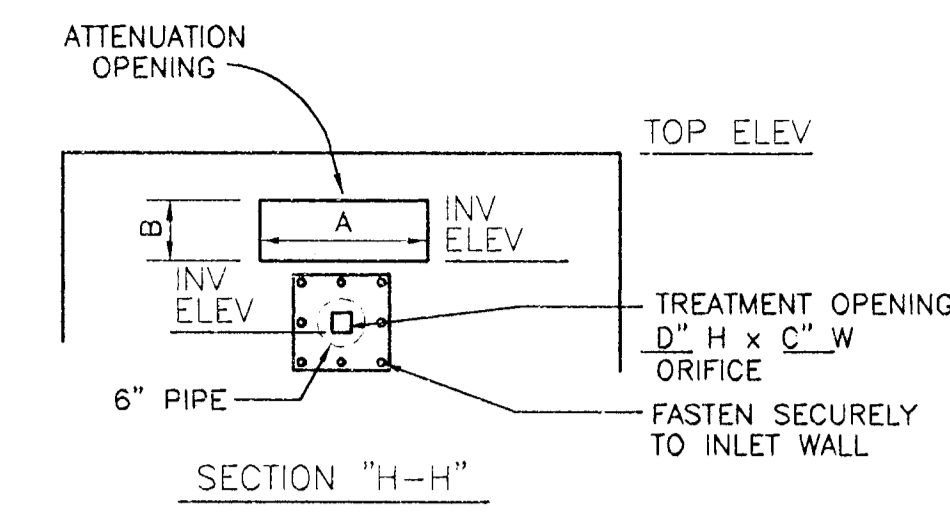 ATTENUATION
OPENING
TOP ELEV
B
A
INV
ELEV
INV
ELEV
TREATMENT OPENING
D" H x C" W
ORIFICE
6" PIPE
FASTEN SECURELY
TO INLET WALL
SECTION "H-H"